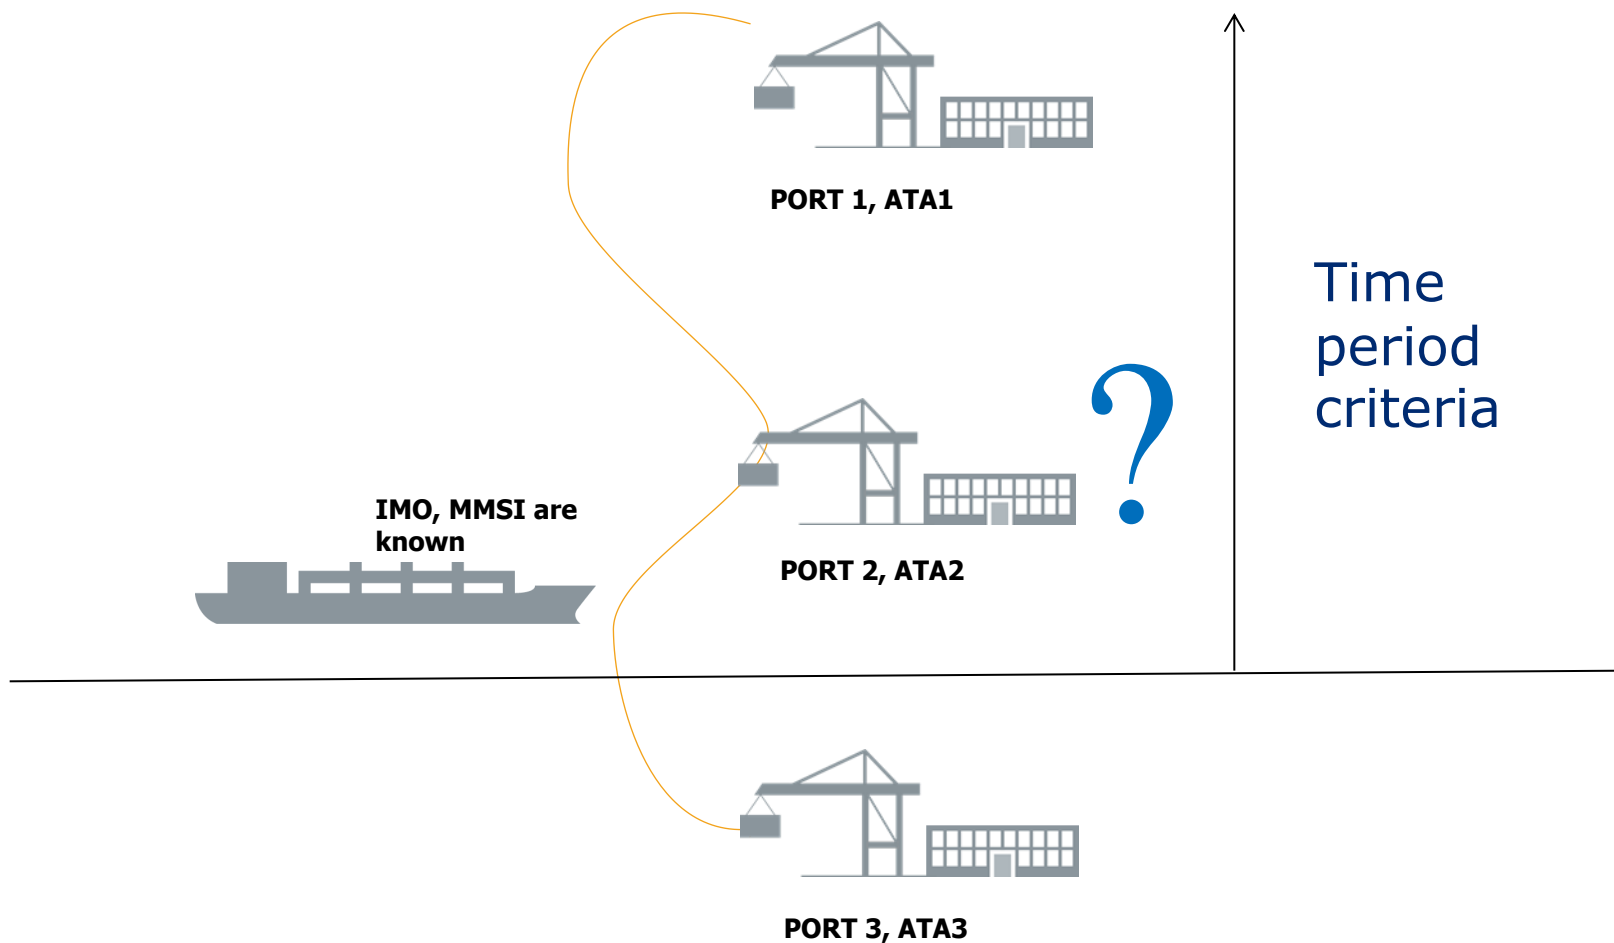 PORT 1, ATA1
Time
period
criteria
?
IMO, MMSI are
known
PORT 2, ATA2
PORT 3, ATA3